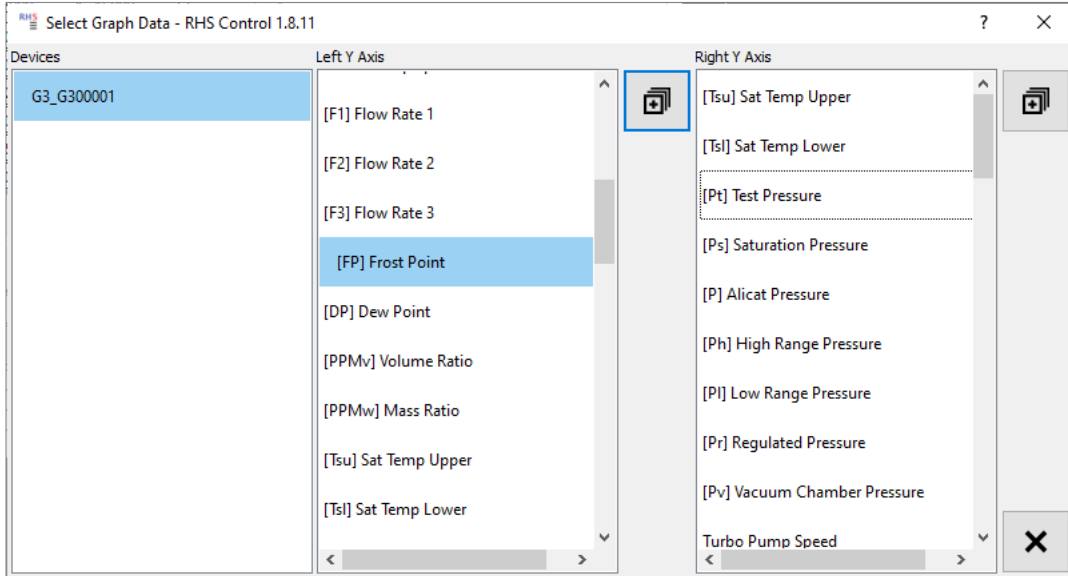 RHS Select Graph Data - RHS Control 1.8.11 ?
Devices
G3_G300001
Left Y Axis
[F1] Flow Rate 1
[F2] Flow Rate 2
[F3] Flow Rate 3
[FP] Frost Point
[DP] Dew Point
[PPMv] Volume Ratio
[PPMw] Mass Ratio
[Tsu] Sat Temp Upper
[Tsl] Sat Temp Lower
Right Y Axis
[Tsu] Sat Temp Upper
[Tsl] Sat Temp Lower
[Pt] Test Pressure
[Ps] Saturation Pressure
[P] Alicat Pressure
[Ph] High Range Pressure
[Pl] Low Range Pressure
[Pr] Regulated Pressure
[Pv] Vacuum Chamber Pressure
Turbo Pump Speed